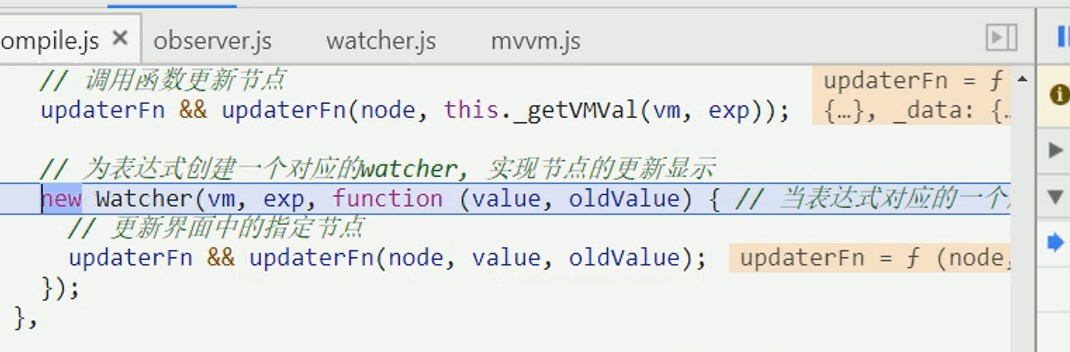 ompile.js × observer.js watcher.js mvvm.js
// 调用函数更新节点 updaterFn = ƒ
updaterFn && updaterFn(node, this._getVMVal(vm, exp)); {…}, _data: {…
// 为表达式创建一个对应的watcher, 实现节点的更新显示
new Watcher(vm, exp, function (value, oldValue) { // 当表达式对应的一个
// 更新界面中的指定节点
updaterFn && updaterFn(node, value, oldValue); updaterFn = ƒ (node,
});
},